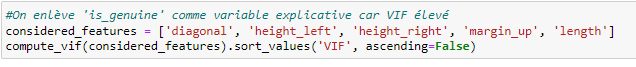 #On enlève 'is_genuine' comme variable explicative car VIF élevé
considered_features = ['diagonal', 'height_left', 'height_right', 'margin_up', 'length']
compute_vif(considered_features).sort_values('VIF', ascending=False)